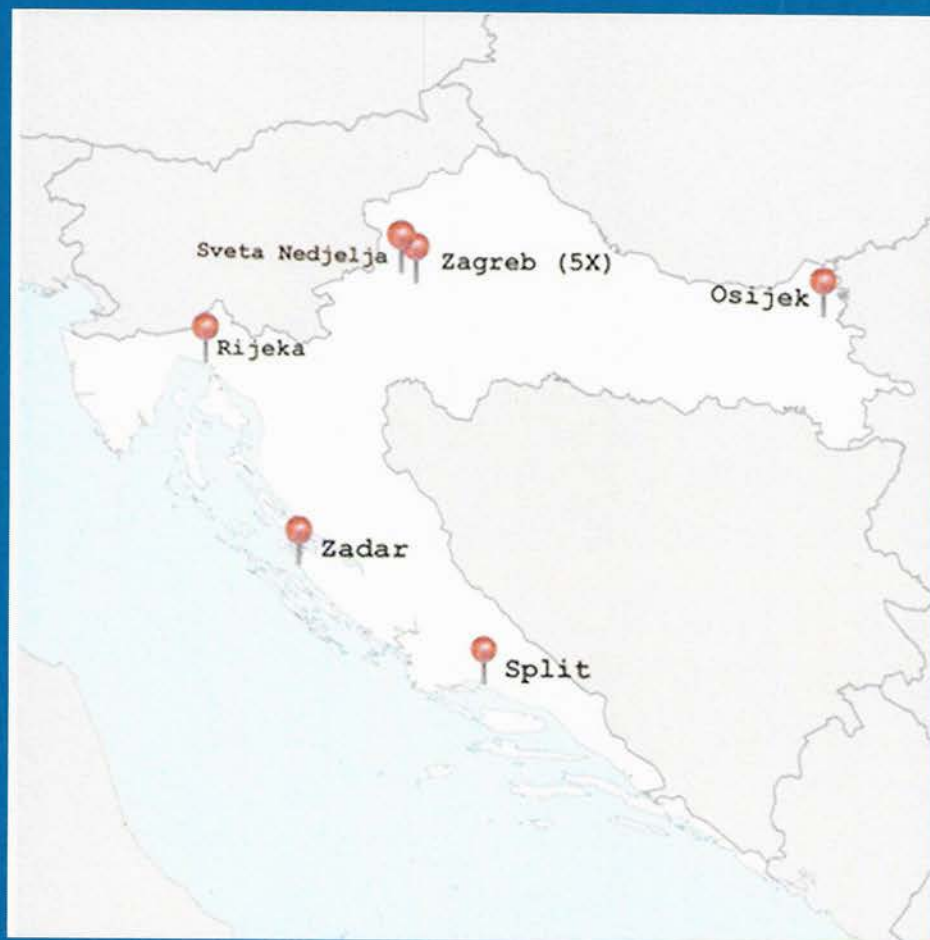 Sveta Nedjelja
Zagreb (5X)
Osijek
Rijeka
Zadar
Split